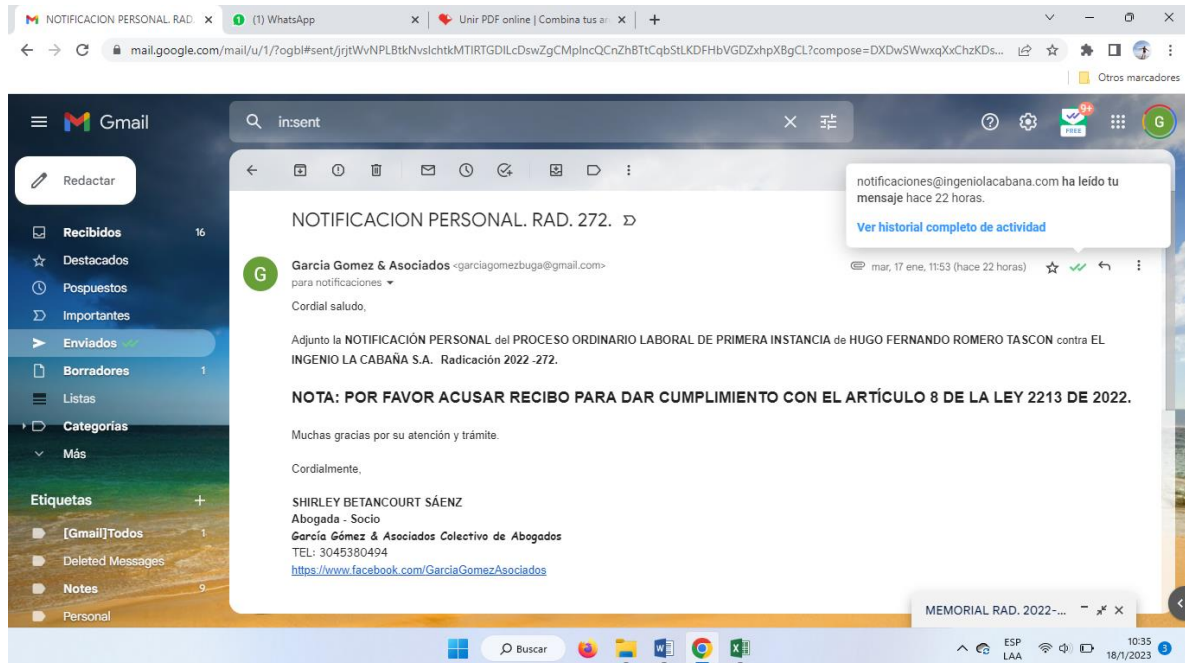 NOTIFICACION PERSONAL. RAD.
(1) WhatsApp
Unir PDF online | Combina tus ar
mail.google.com/mail/u/1/?ogbl#sent/
Otros marcadores
Gmail
in:sent
FREE
9+
G
Redactar
notificaciones@ingeniolacabana.com ha leído tu
mensaje hace 22 horas.
Ver historial completo de actividad
Recibidos 16
Destacados
Pospuestos
Importantes
Enviados
Borradores 1
Listas
Categorías
Más
Etiquetas
[Gmail]Todos 1
Deleted Messages
Notes 9
Personal
NOTIFICACION PERSONAL. RAD. 272.
G
Garcia Gomez & Asociados <garciagomezbuga@gmail.com>
mar, 17 ene, 11:53 (hace 22 horas)
para notificaciones
Cordial saludo,
Adjunto la NOTIFICACIÓN PERSONAL del PROCESO ORDINARIO LABORAL DE PRIMERA INSTANCIA de HUGO FERNANDO ROMERO TASCON contra EL
INGENIO LA CABAÑA S.A. Radicación 2022 -272.
NOTA: POR FAVOR ACUSAR RECIBO PARA DAR CUMPLIMIENTO CON EL ARTÍCULO 8 DE LA LEY 2213 DE 2022.
Muchas gracias por su atención y trámite.
Cordialmente,
SHIRLEY BETANCOURT SÁENZ
Abogada - Socio
García Gómez & Asociados Colectivo de Abogados
TEL: 3045380494
https://www.facebook.com/GarciaGomezAsociados
MEMORIAL RAD. 2022-...
Buscar
ESP
LAA
10:35
18/1/2023
3